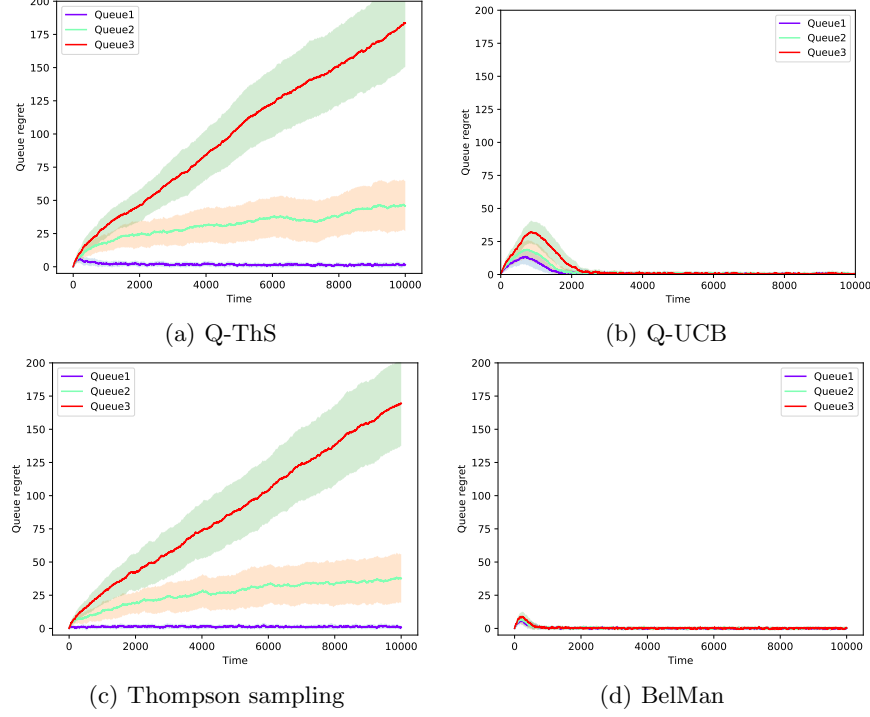 200
175
150
125
100
75
50
25
0
Queue regret
Queue1
Queue2
Queue3
0 2000 4000 6000 8000 10000
Time
(a) Q-ThS
200
175
150
125
100
75
50
25
0
Queue regret
Queue1
Queue2
Queue3
0 2000 4000 6000 8000 10000
Time
(b) Q-UCB
200
175
150
125
100
75
50
25
0
Queue regret
Queue1
Queue2
Queue3
0 2000 4000 6000 8000 10000
Time
(c) Thompson sampling
200
175
150
125
100
75
50
25
0
Queue regret
Queue1
Queue2
Queue3
0 2000 4000 6000 8000 10000
Time
(d) BelMan